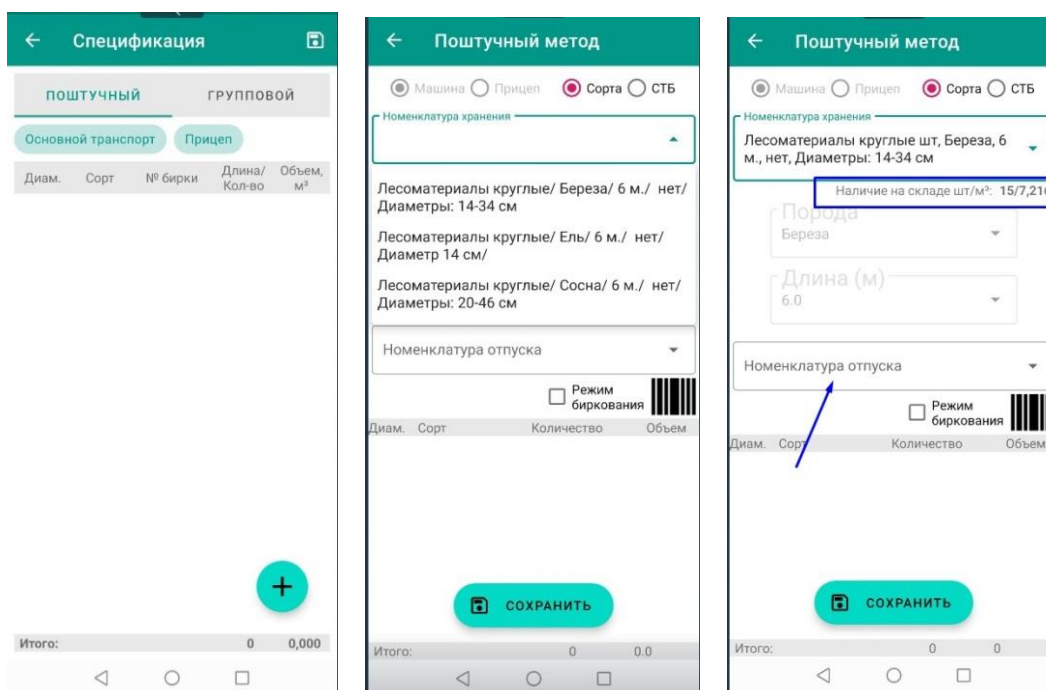 Спецификация
ПОШТУЧНЫЙ
ГРУППОВОЙ
Основной транспорт
Прицеп
Диам. Сорт № бирки Длина/ Кол-во Объем, м³
Итого: 0 0,000
Поштучный метод
Машина Прицеп Сорта СТБ
Номенклатура хранения
Лесоматериалы круглые/ Береза/ 6 м./ нет/
Диаметры: 14-34 см
Лесоматериалы круглые/ Ель/ 6 м./ нет/
Диаметр 14 см/
Лесоматериалы круглые/ Сосна/ 6 м./ нет/
Диаметры: 20-46 см
Номенклатура отпуска
Режим
биркования
Диам. Сорт Количество Объем
СОХРАНИТЬ
Итого: 0 0.0
Поштучный метод
Машина Прицеп Сорта СТБ
Номенклатура хранения
Лесоматериалы круглые шт, Береза, 6
м., нет, Диаметры: 14-34 см
Наличие на складе шт/м³: 15/7,216
Порода
Береза
Длина (м)
6.0
Номенклатура отпуска
Режим
биркования
Диам. Сорт Количество Объем
СОХРАНИТЬ
Итого: 0 0